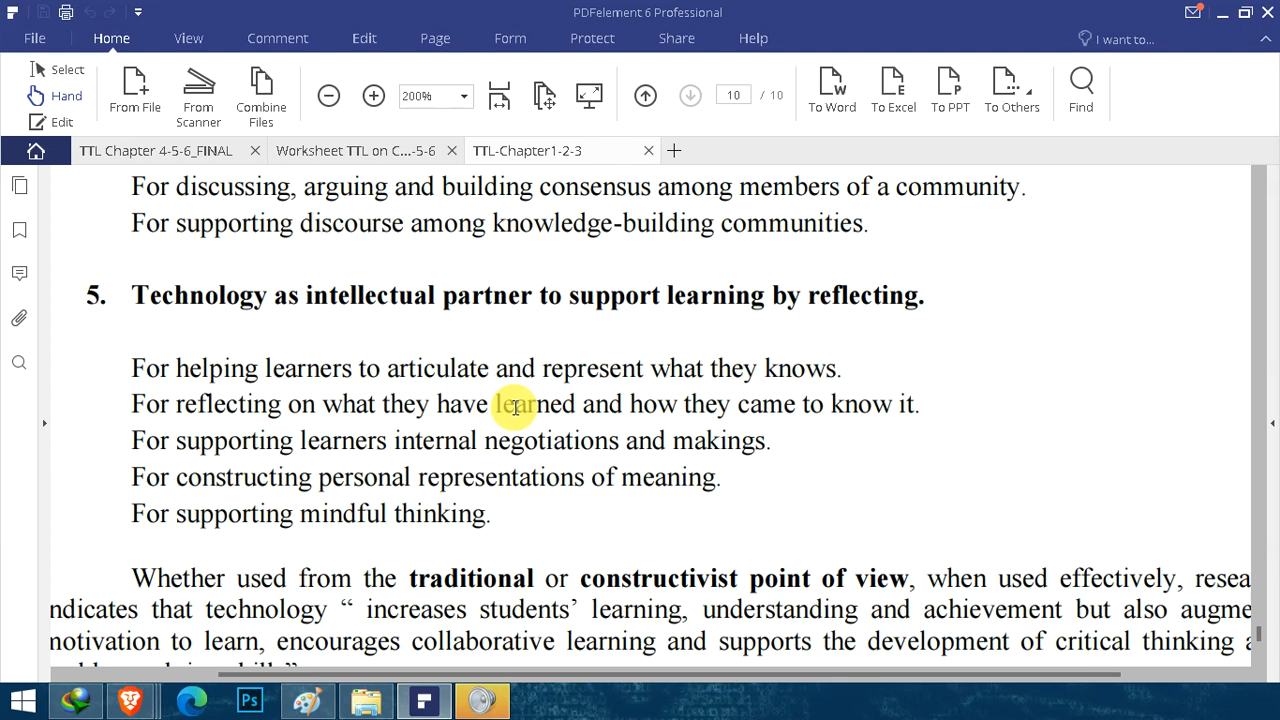 PDFelement 6 Professional
File Home View Comment Edit Page Form Protect Share Help I want to...
Select
Hand
Edit
From File
From Scanner
Combine Files
200%
10 / 10
To Word
To Excel
To PPT
To Others
Find
TTL Chapter 4-5-6_FINAL
Worksheet TTL on C...-5-6
TTL-Chapter1-2-3
For discussing, arguing and building consensus among members of a community.
For supporting discourse among knowledge-building communities.
5. Technology as intellectual partner to support learning by reflecting.
For helping learners to articulate and represent what they knows.
For reflecting on what they have learned and how they came to know it.
For supporting learners internal negotiations and makings.
For constructing personal representations of meaning.
For supporting mindful thinking.
Whether used from the traditional or constructivist point of view, when used effectively, resea
ndicates that technology “ increases students’ learning, understanding and achievement but also augme
motivation to learn, encourages collaborative learning and supports the development of critical thinking a
Ps